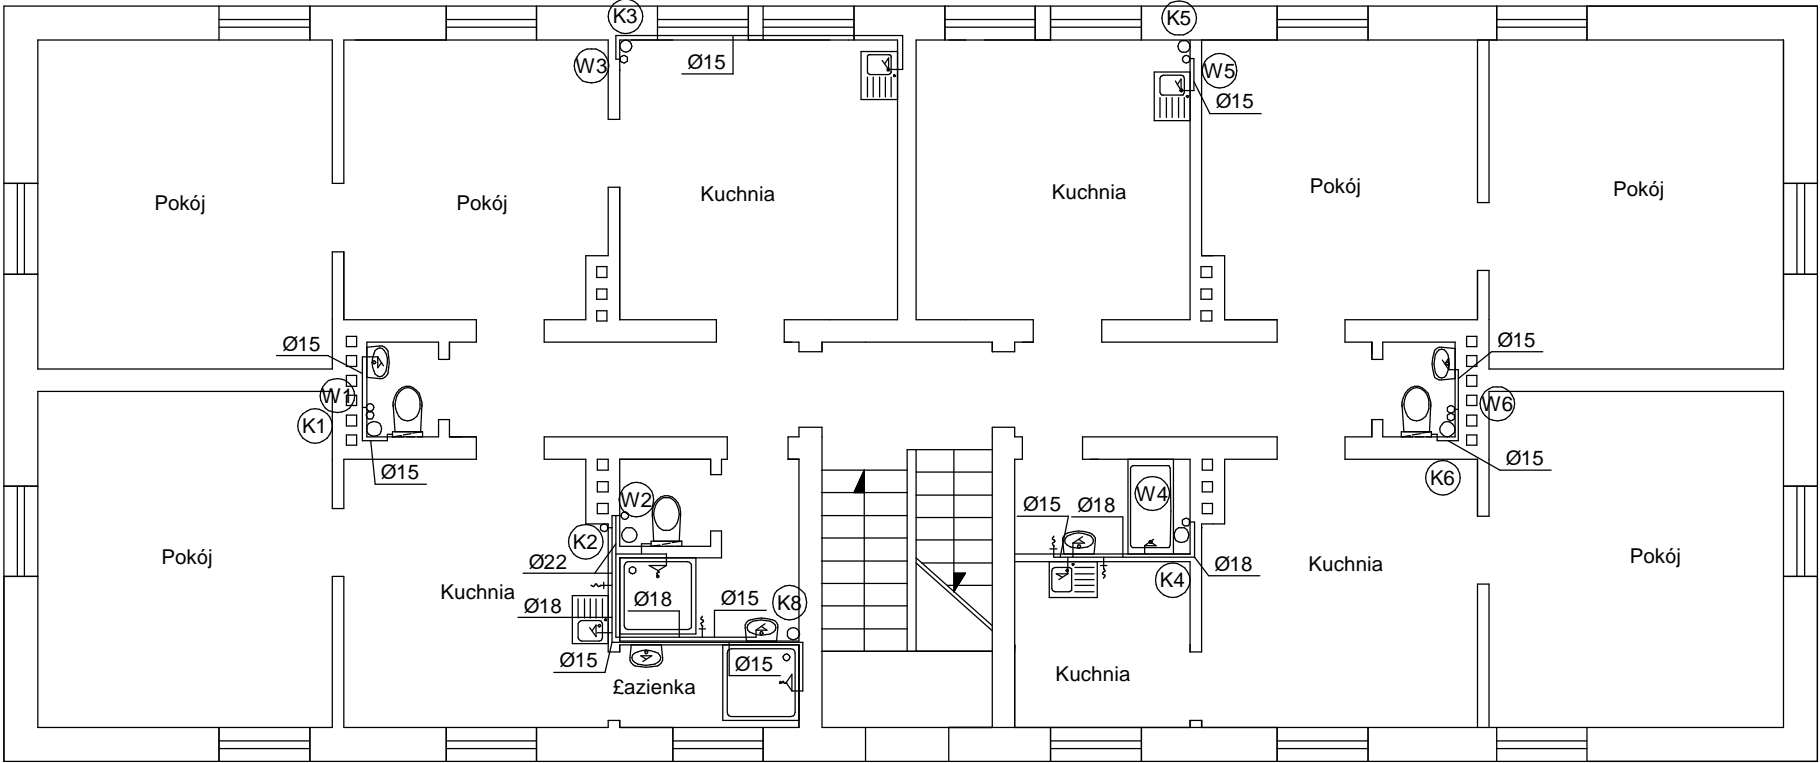 K3
K5
W3
Ø15
W5
Ø15
Pokój
Pokój
Kuchnia
Kuchnia
Pokój
Pokój
Ø15
Ø15
W1
W6
K1
Ø15
Ø15
K6
W2
W4
Ø15
Ø18
K2
Ø22
Ø18
Pokój
Kuchnia
K4
Kuchnia
Pokój
Ø18
Ø18
Ø15
K8
Ø15
Ø15
£azienka
Kuchnia